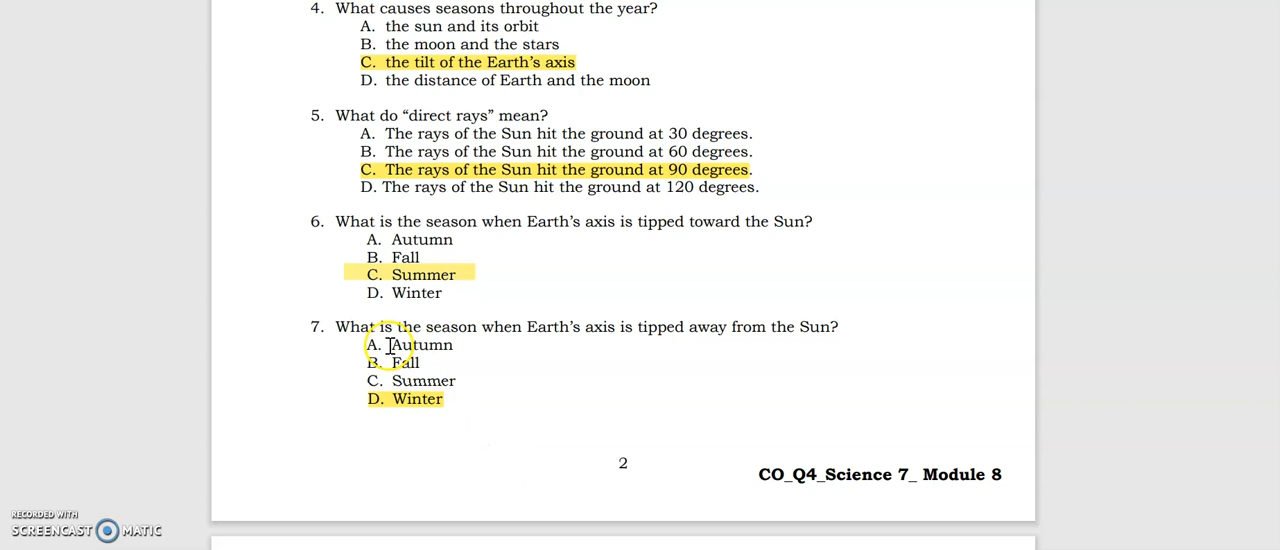 4. What causes seasons throughout the year?
A. the sun and its orbit
B. the moon and the stars
C. the tilt of the Earth's axis
D. the distance of Earth and the moon
5. What do “direct rays” mean?
A. The rays of the Sun hit the ground at 30 degrees.
B. The rays of the Sun hit the ground at 60 degrees.
C. The rays of the Sun hit the ground at 90 degrees.
D. The rays of the Sun hit the ground at 120 degrees.
6. What is the season when Earth's axis is tipped toward the Sun?
A. Autumn
B. Fall
C. Summer
D. Winter
7. What is the season when Earth's axis is tipped away from the Sun?
A. Autumn
B. Fall
C. Summer
D. Winter
2
CO_Q4_Science 7_ Module 8
RECORDED WITH
SCREENCAST MATIC